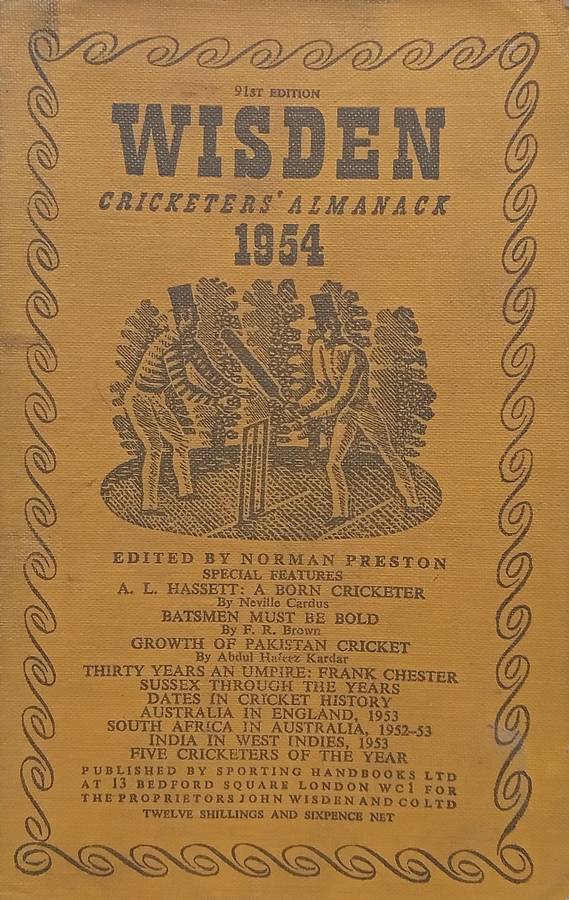 91ST EDITION
WISDEN
CRICKETERS' ALMANACK
1954
EDITED BY NORMAN PRESTON
SPECIAL FEATURES
A. L. HASSETT: A BORN CRICKETER
By Neville Cardus
BATSMEN MUST BE BOLD
By F. R. Brown
GROWTH OF PAKISTAN CRICKET
By Abdul Hafeez Kardar
THIRTY YEARS AN UMPIRE: FRANK CHESTER
SUSSEX THROUGH THE YEARS
DATES IN CRICKET HISTORY
AUSTRALIA IN ENGLAND, 1953
SOUTH AFRICA IN AUSTRALIA, 1952–53
INDIA IN WEST INDIES, 1953
FIVE CRICKETERS OF THE YEAR
PUBLISHED BY SPORTING HANDBOOKS LTD
AT 13 BEDFORD SQUARE LONDON WC1 FOR
THE PROPRIETORS JOHN WISDEN AND CO LTD
TWELVE SHILLINGS AND SIXPENCE NET